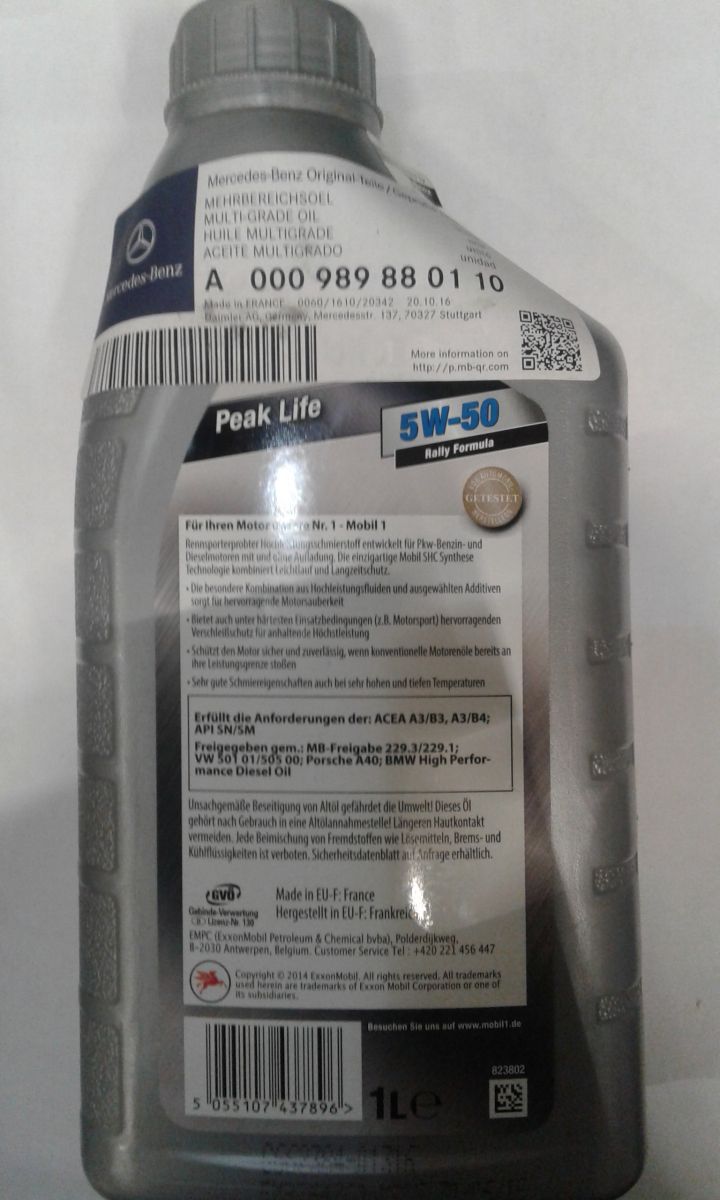 Mercedes-Benz Original Teile /
MEHRBEREICHSOEL
MULTI-GRADE OIL
HUILE MULTIGRADE
ACEITE MULTIGRADO
unidad
Mercedes-Benz
A 000 989 88 01 10
Made in FRANCE 0060/1610/20342 20.10.16
Daimler AG, Germany, Mercedesstr. 137, 70327 Stuttgart
More information on
http://p.mb-qr.com
Peak Life
5W-50
Rally Formula
GETESTET
Für Ihren Motor unsere Nr. 1 - Mobil 1
Rennsporterprobter Hochleistungsschmierstoff entwickelt für Pkw-Benzin- und
Dieselmotoren mit und ohne Aufladung. Die einzigartige Mobil SHC Synthese
Technologie kombiniert Leichtlauf und Langzeitschutz.
• Die besondere Kombination aus Hochleistungsfluiden und ausgewählten Additiven
sorgt für hervorragende Motorsauberkeit
• Bietet auch unter härtesten Einsatzbedingungen (z.B. Motorsport) hervorragenden
Verschleißschutz für anhaltende Höchstleistung
• Schützt den Motor sicher und zuverlässig, wenn konventionelle Motorenöle bereits an
ihre Leistungsgrenze stoßen
• Sehr gute Schmiereigenschaften auch bei sehr hohen und tiefen Temperaturen
Erfüllt die Anforderungen der: ACEA A3/B3, A3/B4;
API SN/SM
Freigegeben gem.: MB-Freigabe 229.3/229.1;
VW 501 01/505 00; Porsche A40; BMW High Perfor-
mance Diesel Oil
Unsachgemäße Beseitigung von Altöl gefährdet die Umwelt! Dieses Öl
gehört nach Gebrauch in eine Altölannahmestelle! Längeren Hautkontakt
vermeiden. Jede Beimischung von Fremdstoffen wie Lösemitteln, Brems- und
Kühlflüssigkeiten ist verboten. Sicherheitsdatenblatt auf Anfrage erhältlich.
GVÖ
Gebinde-Verwertung
Lizenz-Nr. 130
Made in EU-F: France
Hergestellt in EU-F: Frankreich
EMPC (ExxonMobil Petroleum & Chemical bvba), Polderdijkweg,
B-2030 Antwerpen, Belgium. Customer Service Tel : +420 221 456 447
Copyright © 2014 ExxonMobil. All rights reserved. All trademarks
used herein are trademarks of Exxon Mobil Corporation or one of
its subsidiaries.
Besuchen Sie uns auf www.mobil1.de
823802
5 055107 437896 >
1L e